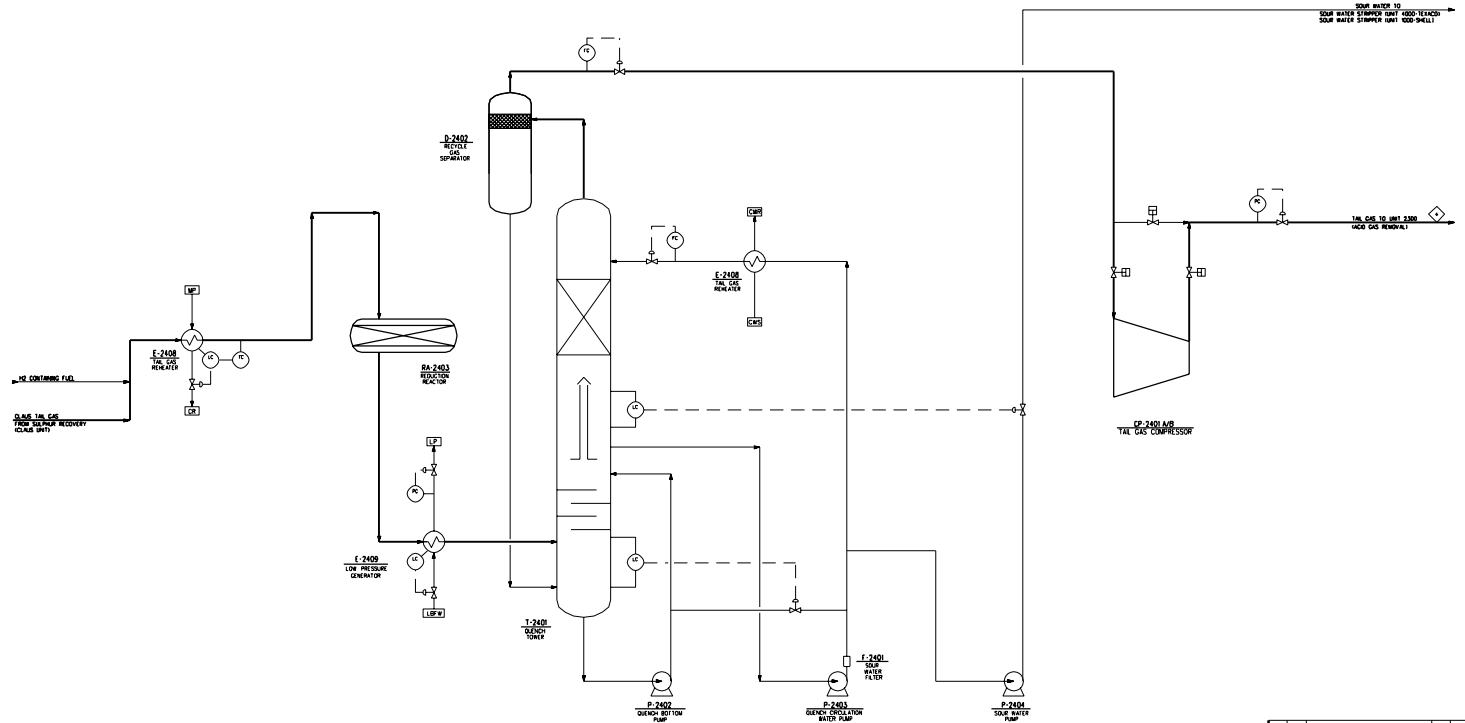 SOUR WATER TO
SOUR WATER STRIPPER (UNIT 4000-TEXACO)
SOUR WATER STRIPPER (UNIT 1000-SHELL)
FC
D-2402
RECYCLE
GAS
SEPARATOR
CWR
FC
E-2408
TAIL GAS
REHEATER
CWS
PC
TAIL GAS TO UNIT 2300
(ACID GAS REMOVAL)
4
MP
E-2408
TAIL GAS
REHEATER
LC
TC
CR
H2 CONTAINING FUEL
CLAUS TAIL GAS
FROM SULPHUR RECOVERY
(CLAUS UNIT)
RA-2403
REDUCTION
REACTOR
LC
CP-2401 A/B
TAIL GAS COMPRESSOR
LP
PC
E-2409
LOW PRESSURE
GENERATOR
LC
LBFW
LC
T-2401
QUENCH
TOWER
F-2401
SOUR
WATER
FILTER
P-2402
QUENCH BOTTOM
PUMP
P-2403
QUENCH CIRCULATION
WATER PUMP
P-2404
SOUR WATER
PUMP